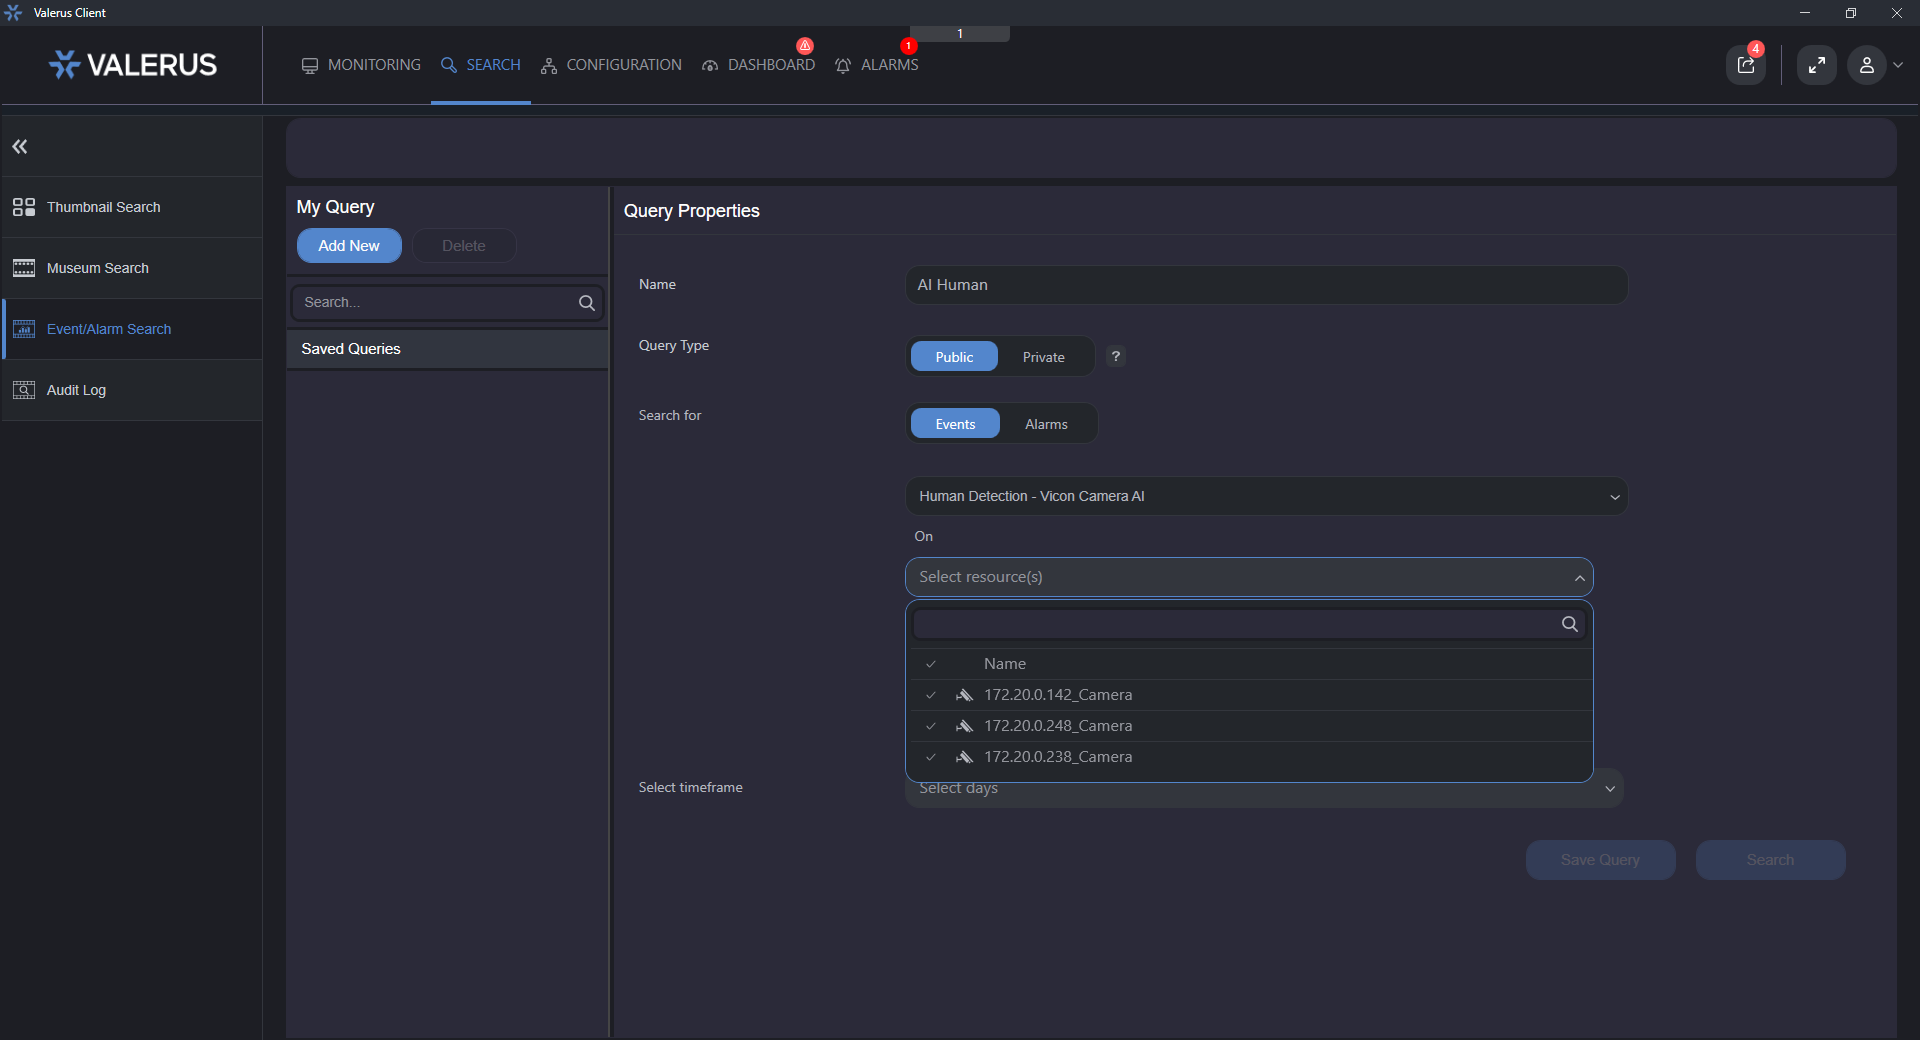 Valerus Client
1
VALERUS
MONITORING
SEARCH
CONFIGURATION
DASHBOARD
1
ALARMS
4
Thumbnail Search
Museum Search
Event/Alarm Search
Audit Log
My Query
Add New
Delete
Search...
Saved Queries
Query Properties
Name
AI Human
Query Type
Public
Private
?
Search for
Events
Alarms
Human Detection - Vicon Camera AI
On
Select resource(s)
Name
172.20.0.142_Camera
172.20.0.248_Camera
172.20.0.238_Camera
Select timeframe
Select days
Save Query
Search